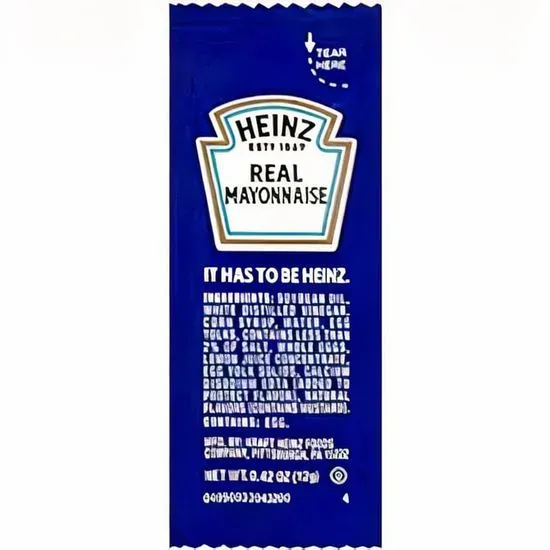 TEAR
HERE
HEINZ
ESTD 1869
REAL
MAYONNAISE
IT HAS TO BE HEINZ.
INGREDIENTS: SOYBEAN OIL,
WHITE DISTILLED VINEGAR,
CORN SYRUP, WATER, EGG
YOLKS, CONTAINS LESS THAN
2% OF SALT, WHOLE EGGS,
LEMON JUICE CONCENTRATE,
EGG YOLK SOLIDS, CALCIUM
DISODIUM EDTA (ADDED TO
PROTECT FLAVOR), NATURAL
FLAVORS
CONTAINS: EGG.
MFD. BY: KRAFT HEINZ FOODS
COMPANY, PITTSBURGH, PA
NET WT. 0.42 OZ (12g)
4